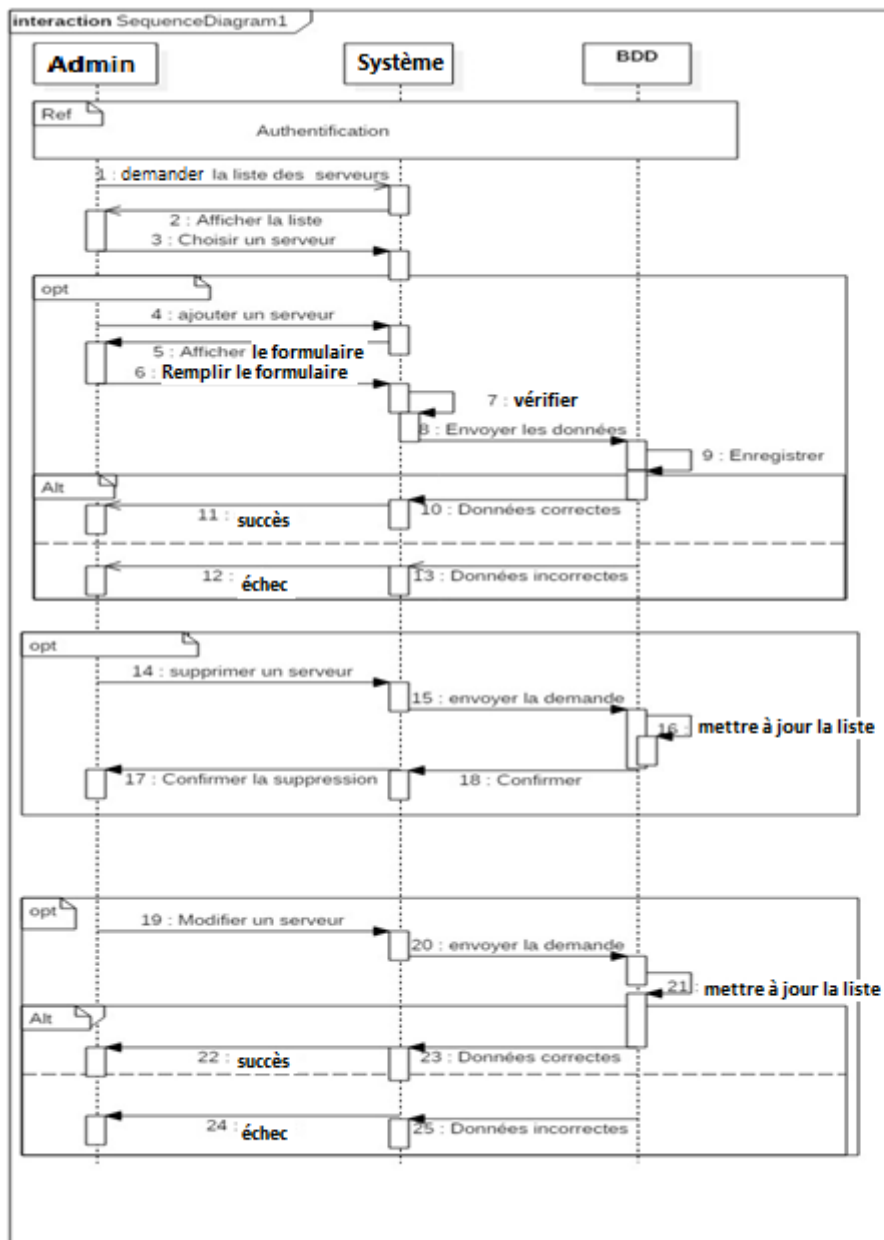 interaction SequenceDiagram1
Admin
Système
BDD
Ref
Authentification
1 : demander la liste des serveurs
2 : Afficher la liste
3 : Choisir un serveur
opt
4 : ajouter un serveur
5 : Afficher le formulaire
6 : Remplir le formulaire
7 : vérifier
8 : Envoyer les données
9 : Enregistrer
Alt
10 : Données correctes
11 : succès
12 : échec
13 : Données incorrectes
opt
14 : supprimer un serveur
15 : envoyer la demande
16 : mettre à jour la liste
17 : Confirmer la suppression
18 : Confirmer
opt
19 : Modifier un serveur
20 : envoyer la demande
21 : mettre à jour la liste
Alt
22 : succès
23 : Données correctes
24 : échec
25 : Données incorrectes